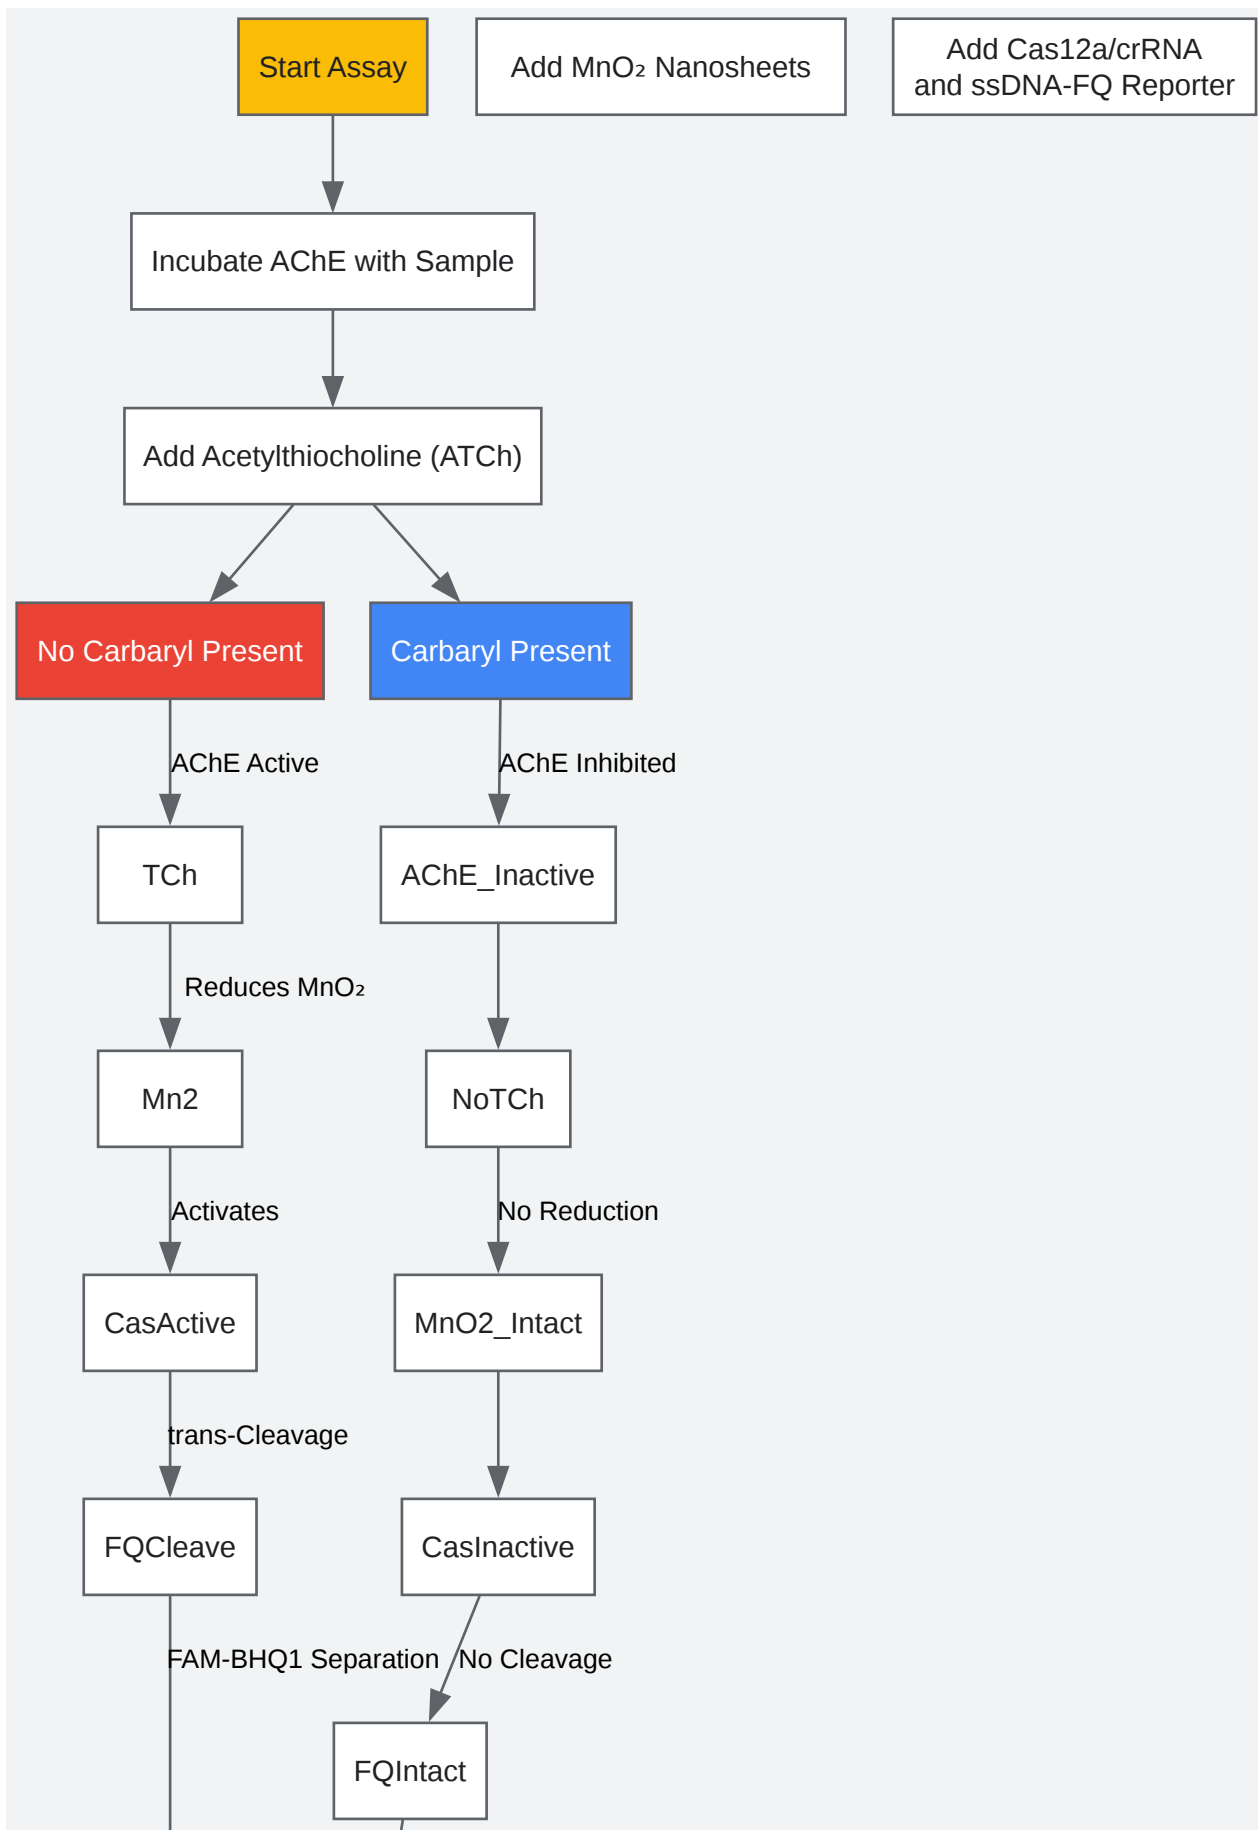 Start Assay
Add MnO₂ Nanosheets
Add Cas12a/crRNA
and ssDNA-FQ Reporter
Incubate AChE with Sample
Add Acetylthiocholine (ATCh)
No Carbaryl Present
Carbaryl Present
AChE Active
AChE Inhibited
TCh
AChE_Inactive
Reduces MnO₂
Mn2
NoTCh
Activates
No Reduction
CasActive
MnO2_Intact
trans-Cleavage
FQCleave
CasInactive
FAM-BHQ1 Separation
No Cleavage
FQIntact